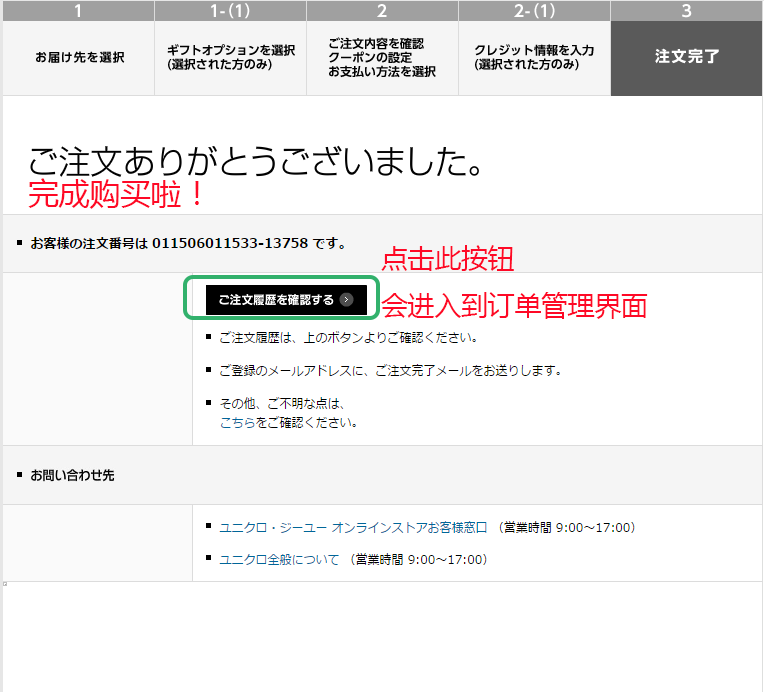 1
1-(1)
2
2-(1)
3
お届け先を選択
ギフトオプションを選択
(選択された方のみ)
ご注文内容を確認
クーポンの設定
お支払い方法を選択
クレジット情報を入力
(選択された方のみ)
注文完了
ご注文ありがとうございました。
完成购买啦！
お客様の注文番号は 011506011533-13758 です。
点击此按钮
ご注文履歴を確認する
会进入到订单管理界面
ご注文履歴は、上のボタンよりご確認ください。
ご登録のメールアドレスに、ご注文完了メールをお送りします。
その他、ご不明な点は、
こちらをご確認ください。
お問い合わせ先
ユニクロ・ジーユー オンラインストアお客様窓口 （営業時間 9:00～17:00）
ユニクロ全般について （営業時間 9:00～17:00）